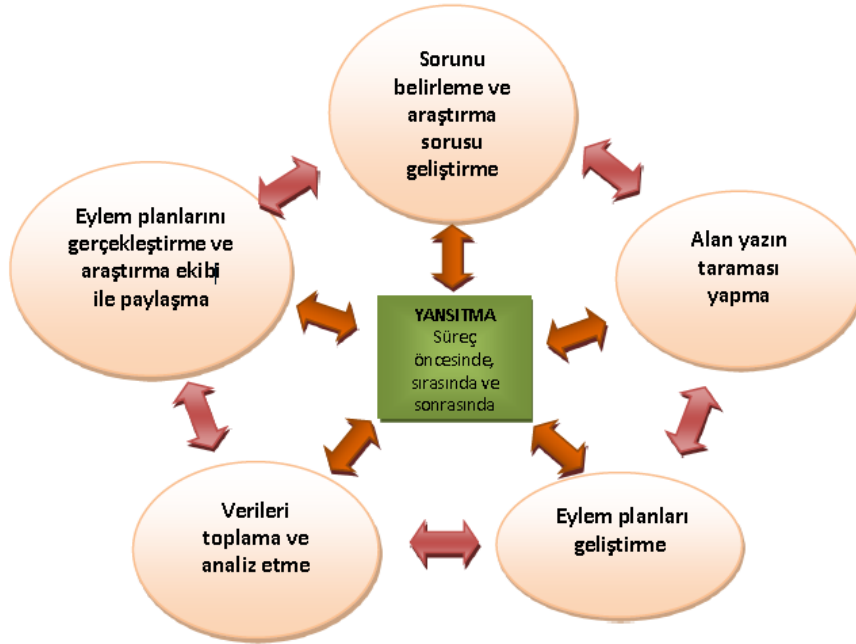 Sorunu
belirleme ve
araştırma
sorusu
geliştirme
Eylem planlarını
gerçekleştirme ve
araştırma ekibi
ile paylaşma
Alan yazın
taraması
yapma
YANSITMA
Süreç
öncesinde,
sırasında ve
sonrasında
Verileri
toplama ve
analiz etme
Eylem planları
geliştirme